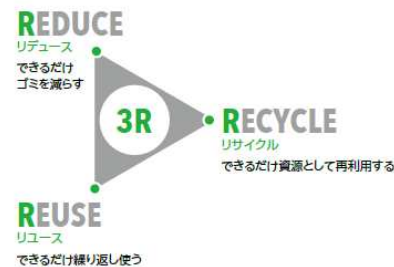 REDUCE
リデュース
できるだけ
ゴミを減らす
3R
RECYCLE
リサイクル
できるだけ資源として再利用する
REUSE
リユース
できるだけ繰り返し使う